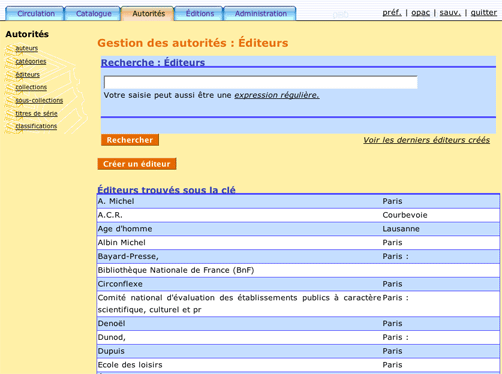 Circulation Catalogue Autorités Éditions Administration préf. | opac | sauv. | quitter
Autorités
auteurs
catégories
éditeurs
collections
sous-collections
titres de série
classifications
Gestion des autorités : Éditeurs
Recherche : Éditeurs
Votre saisie peut aussi être une expression régulière.
Rechercher Voir les derniers éditeurs créés
Créer un éditeur
Éditeurs trouvés sous la clé
A. Michel Paris
A.C.R. Courbevoie
Age d'homme Lausanne
Albin Michel Paris
Bayard-Presse, Paris :
Bibliothèque Nationale de France (BnF)
Circonflexe Paris
Comité national d'évaluation des établissements publics à caractère Paris :
scientifique, culturel et pr
Denoël Paris
Dunod, Paris :
Dupuis Paris
Ecole des loisirs Paris